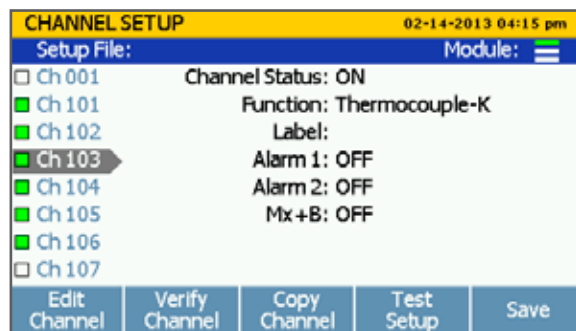 CHANNEL SETUP 02-14-2013 04:15 pm
Setup File: Module:
Ch 001 Channel Status: ON
Ch 101 Function: Thermocouple-K
Ch 102 Label:
Ch 103 Alarm 1: OFF
Ch 104 Alarm 2: OFF
Ch 105 Mx+B: OFF
Ch 106
Ch 107
Edit Channel Verify Channel Copy Channel Test Setup Save